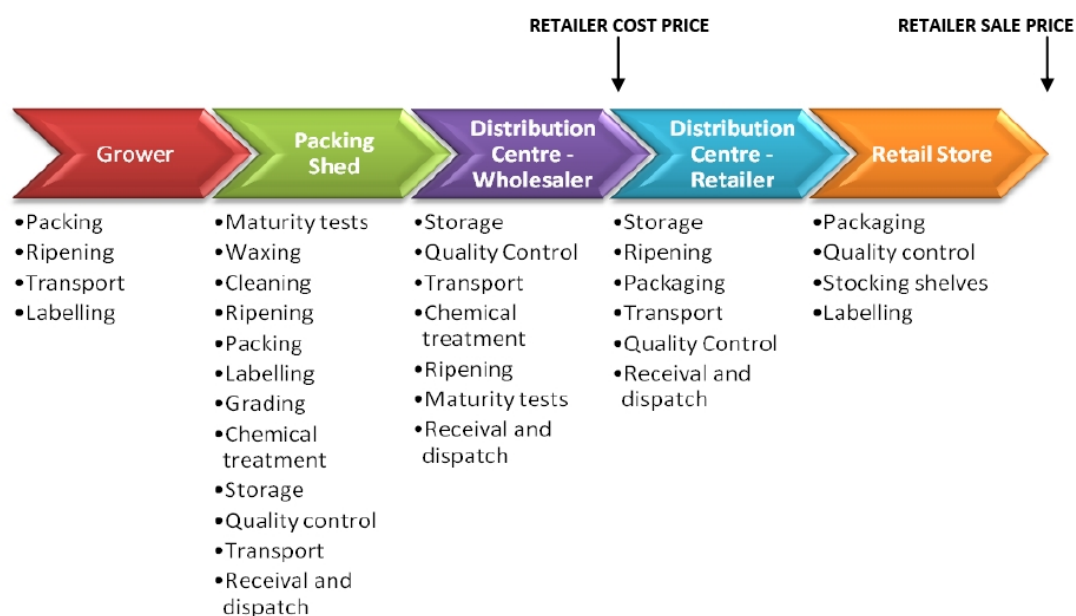 RETAILER COST PRICE
RETAILER SALE PRICE
Grower
Packing
Shed
Distribution
Centre -
Wholesaler
Distribution
Centre -
Retailer
Retail Store
•Packing
•Ripening
•Transport
•Labelling
•Maturity tests
•Waxing
•Cleaning
•Ripening
•Packing
•Labelling
•Grading
•Chemical
treatment
•Storage
•Quality control
•Transport
•Receival and
dispatch
•Storage
•Quality Control
•Transport
•Chemical
treatment
•Ripening
•Maturity tests
•Receival and
dispatch
•Storage
•Ripening
•Packaging
•Transport
•Quality Control
•Receival and
dispatch
•Packaging
•Quality control
•Stocking shelves
•Labelling